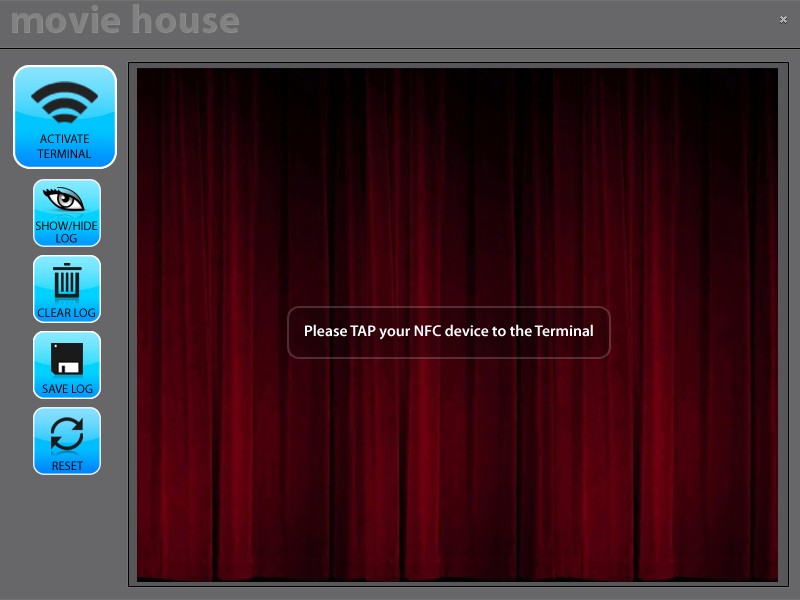 movie house
ACTIVATE
TERMINAL
SHOW/HIDE
LOG
CLEAR LOG
SAVE LOG
RESET
Please TAP your NFC device to the Terminal